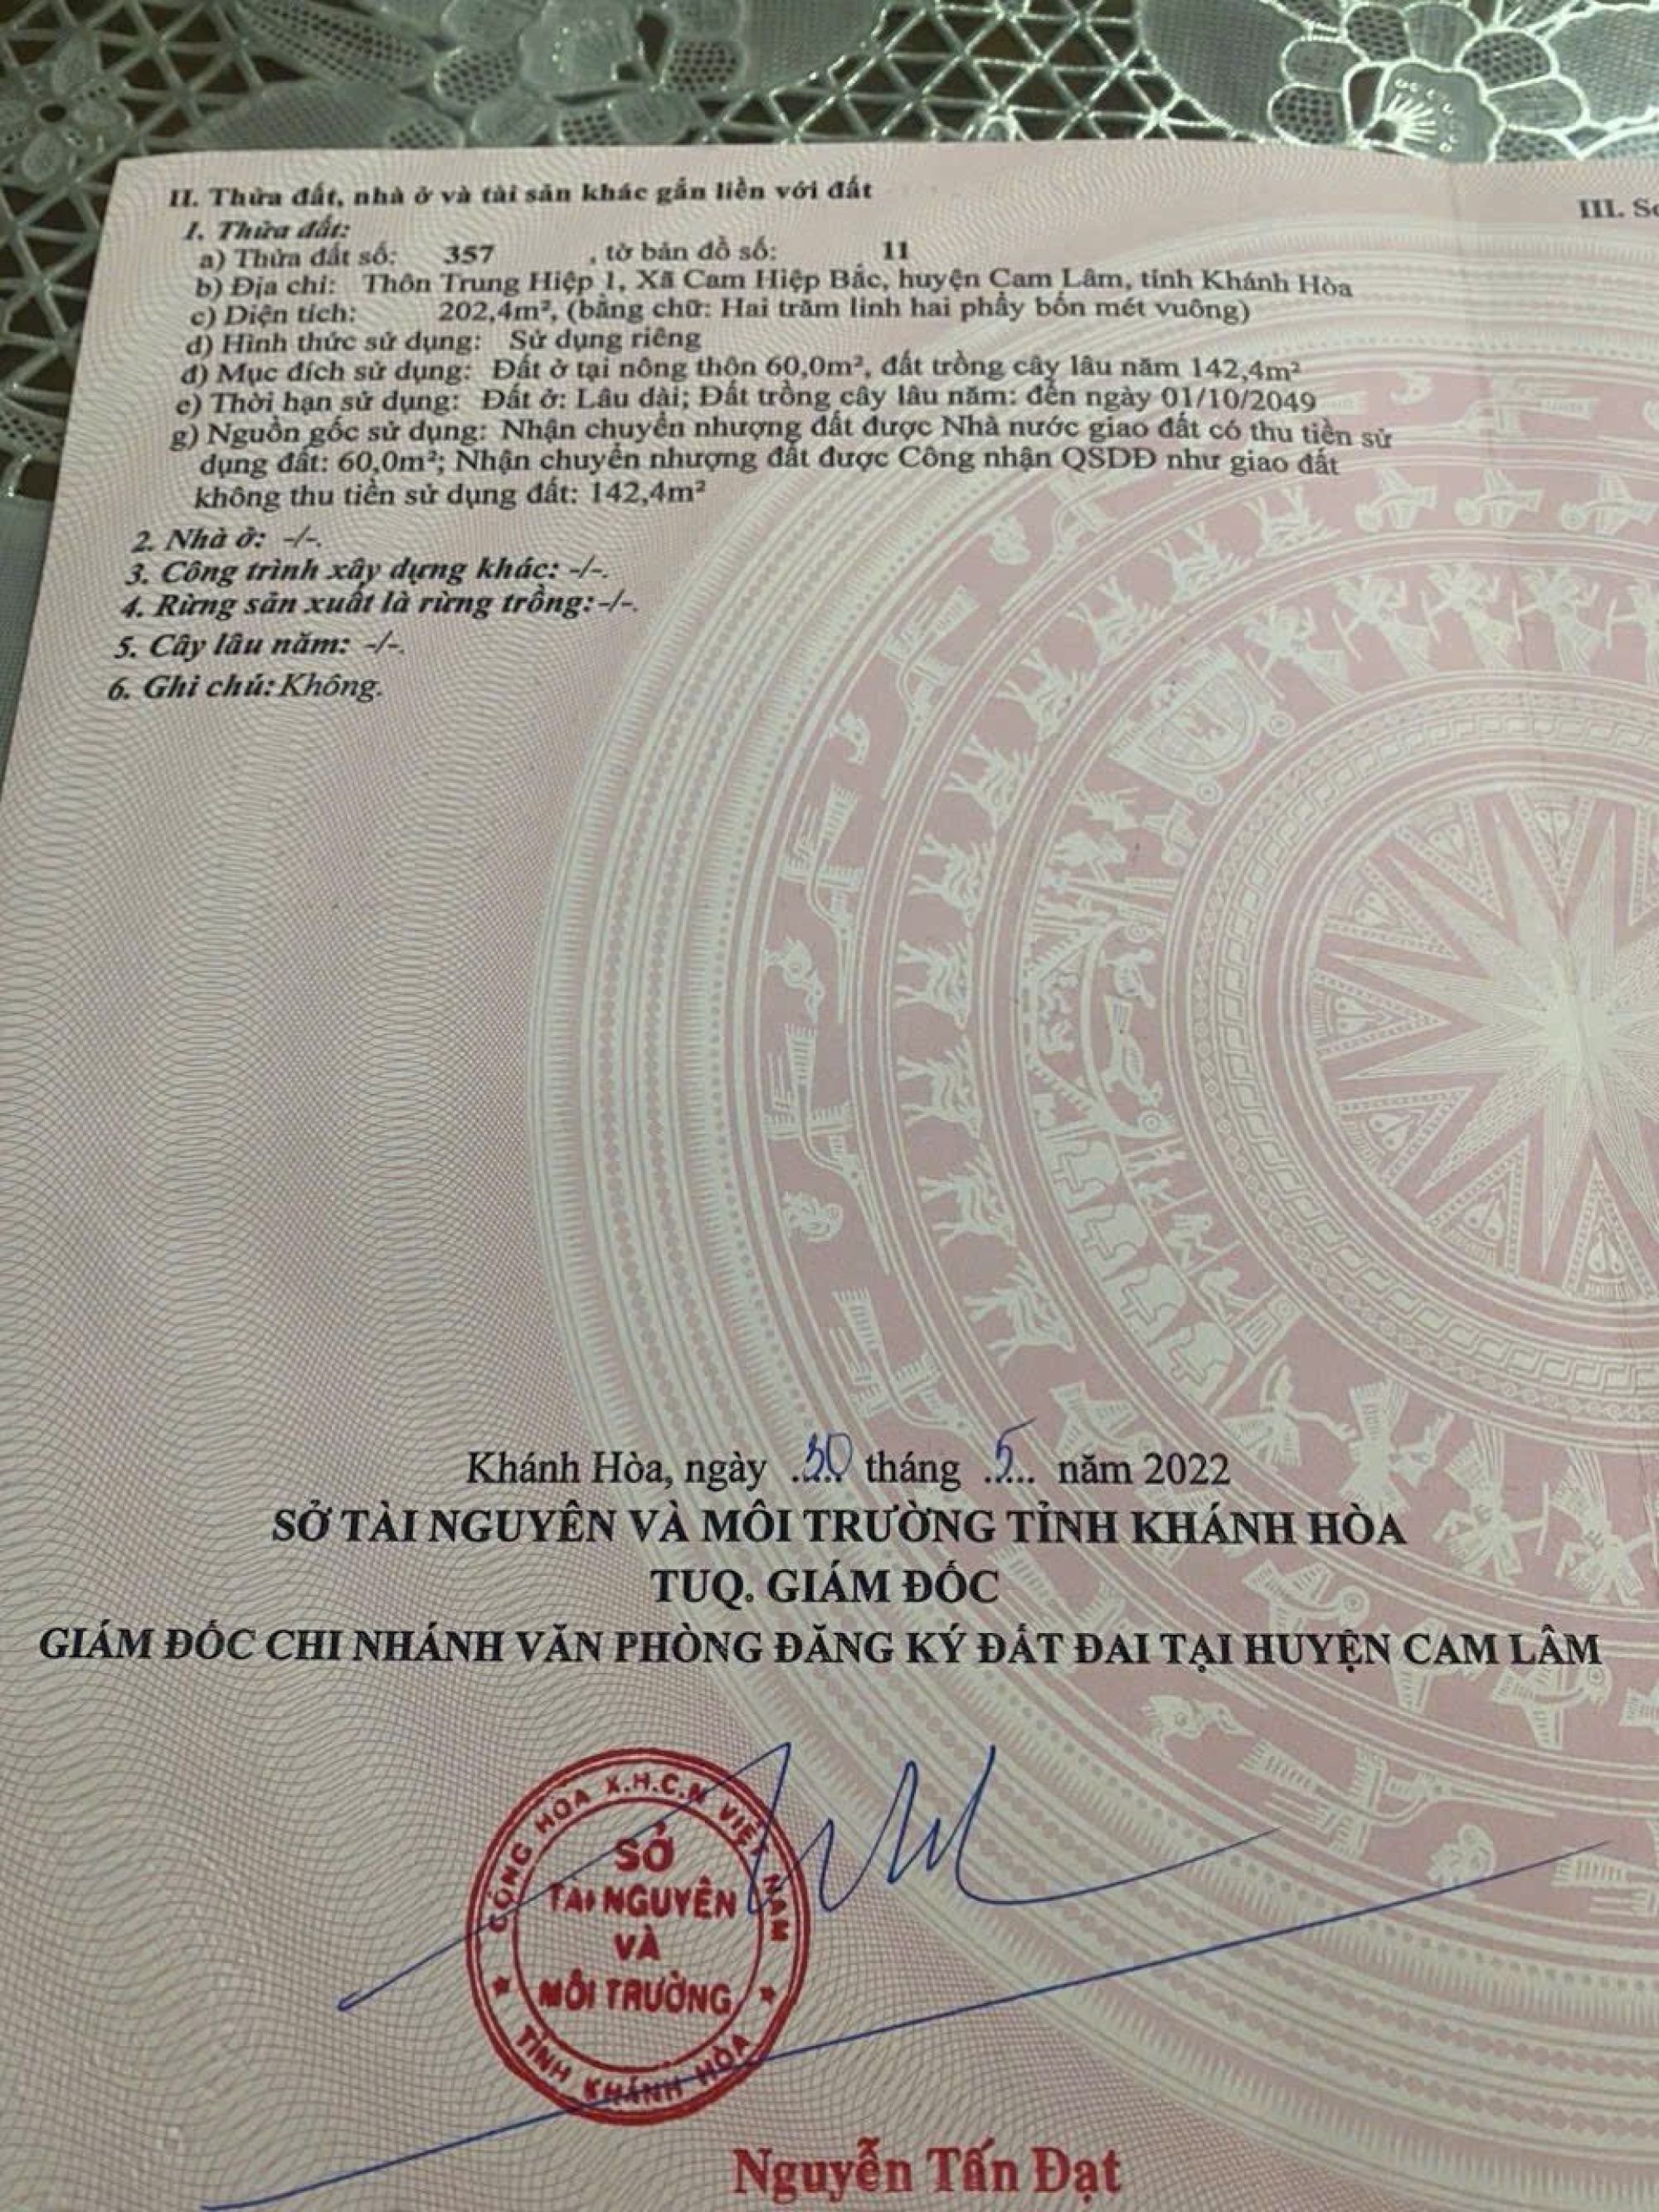 II. Thửa đất, nhà ở và tài sản khác gắn liền với đất
III. Sơ
1. Thửa đất:
a) Thửa đất số: 357 , tờ bản đồ số: 11
b) Địa chỉ: Thôn Trung Hiệp 1, Xã Cam Hiệp Bắc, huyện Cam Lâm, tỉnh Khánh Hòa
c) Diện tích: 202,4m², (bằng chữ: Hai trăm linh hai phẩy bốn mét vuông)
d) Hình thức sử dụng: Sử dụng riêng
đ) Mục đích sử dụng: Đất ở tại nông thôn 60,0m², đất trồng cây lâu năm 142,4m²
e) Thời hạn sử dụng: Đất ở: Lâu dài; Đất trồng cây lâu năm: đến ngày 01/10/2049
g) Nguồn gốc sử dụng: Nhận chuyển nhượng đất được Nhà nước giao đất có thu tiền sử
dụng đất: 60,0m²; Nhận chuyển nhượng đất được Công nhận QSDĐ như giao đất
không thu tiền sử dụng đất: 142,4m²
2. Nhà ở: -/-.
3. Công trình xây dựng khác: -/-.
4. Rừng sản xuất là rừng trồng: -/-.
5. Cây lâu năm: -/-.
6. Ghi chú: Không.
Khánh Hòa, ngày 30 tháng 5 năm 2022
SỞ TÀI NGUYÊN VÀ MÔI TRƯỜNG TỈNH KHÁNH HÒA
TUQ. GIÁM ĐỐC
GIÁM ĐỐC CHI NHÁNH VĂN PHÒNG ĐĂNG KÝ ĐẤT ĐAI TẠI HUYỆN CAM LÂM
CỘNG HÒA X.H.C.N VIỆT NAM
SỞ
TÀI NGUYÊN
VÀ
MÔI TRƯỜNG
TỈNH KHÁNH HÒA
Nguyễn Tấn Đạt